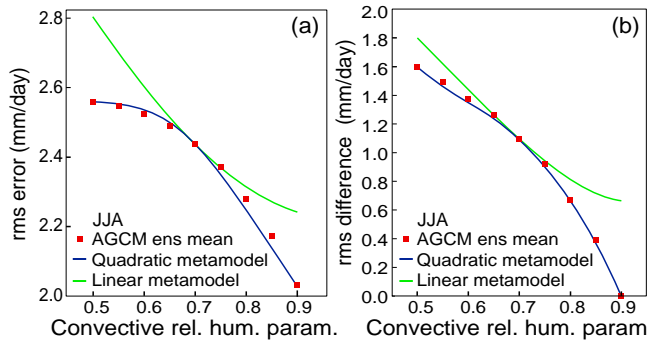 (a)
rms error (mm/day)
2.8
2.6
2.4
2.2
2.0
JJA
AGCM ens mean
Quadratic metamodel
Linear metamodel
0.5 0.6 0.7 0.8 0.9
Convective rel. hum. param.
(b)
rms difference (mm/day)
2.0
1.8
1.6
1.4
1.2
1.0
0.8
0.6
0.4
0.2
0.0
JJA
AGCM ens mean
Quadratic metamodel
Linear metamodel
0.5 0.6 0.7 0.8 0.9
Convective rel. hum. param